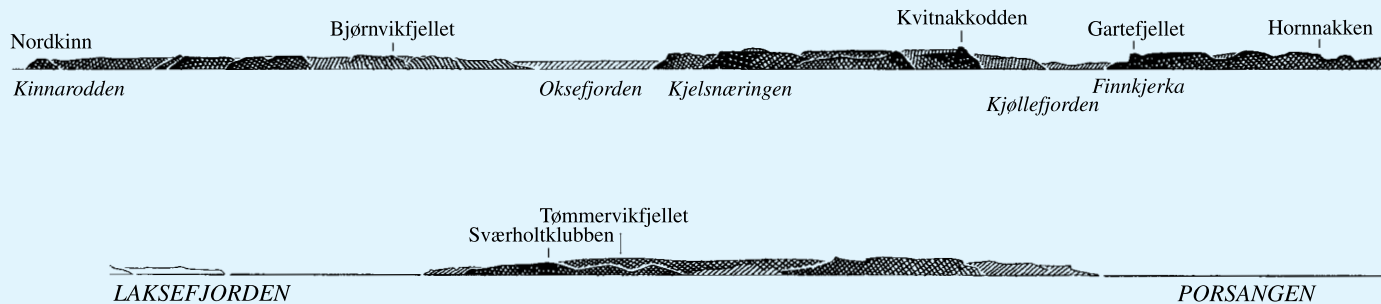 Nordkinn
Bjørnvikfjellet
Kvitnakkodden
Gartefjellet
Hornnakken
Kinnarodden
Oksefjorden
Kjelsnæringen
Kjøllefjorden
Finnkjerka
Tømmervikfjellet
Sværholtklubben
LAKSEFJORDEN
PORSANGEN